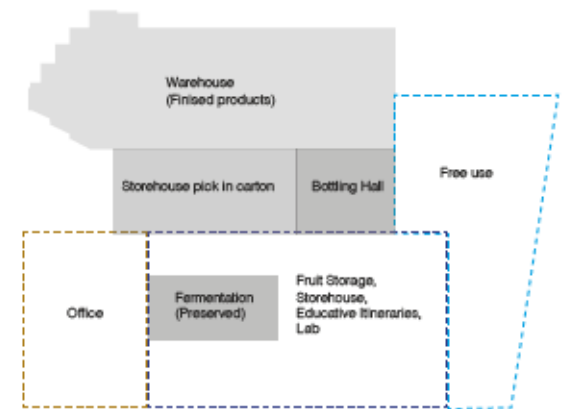 Warehouse
(Finised products)
Free use
Storehouse pick in carton
Bottling Hall
Office
Fermentation
(Preserved)
Fruit Storage,
Storehouse,
Educative Itineraries,
Lab